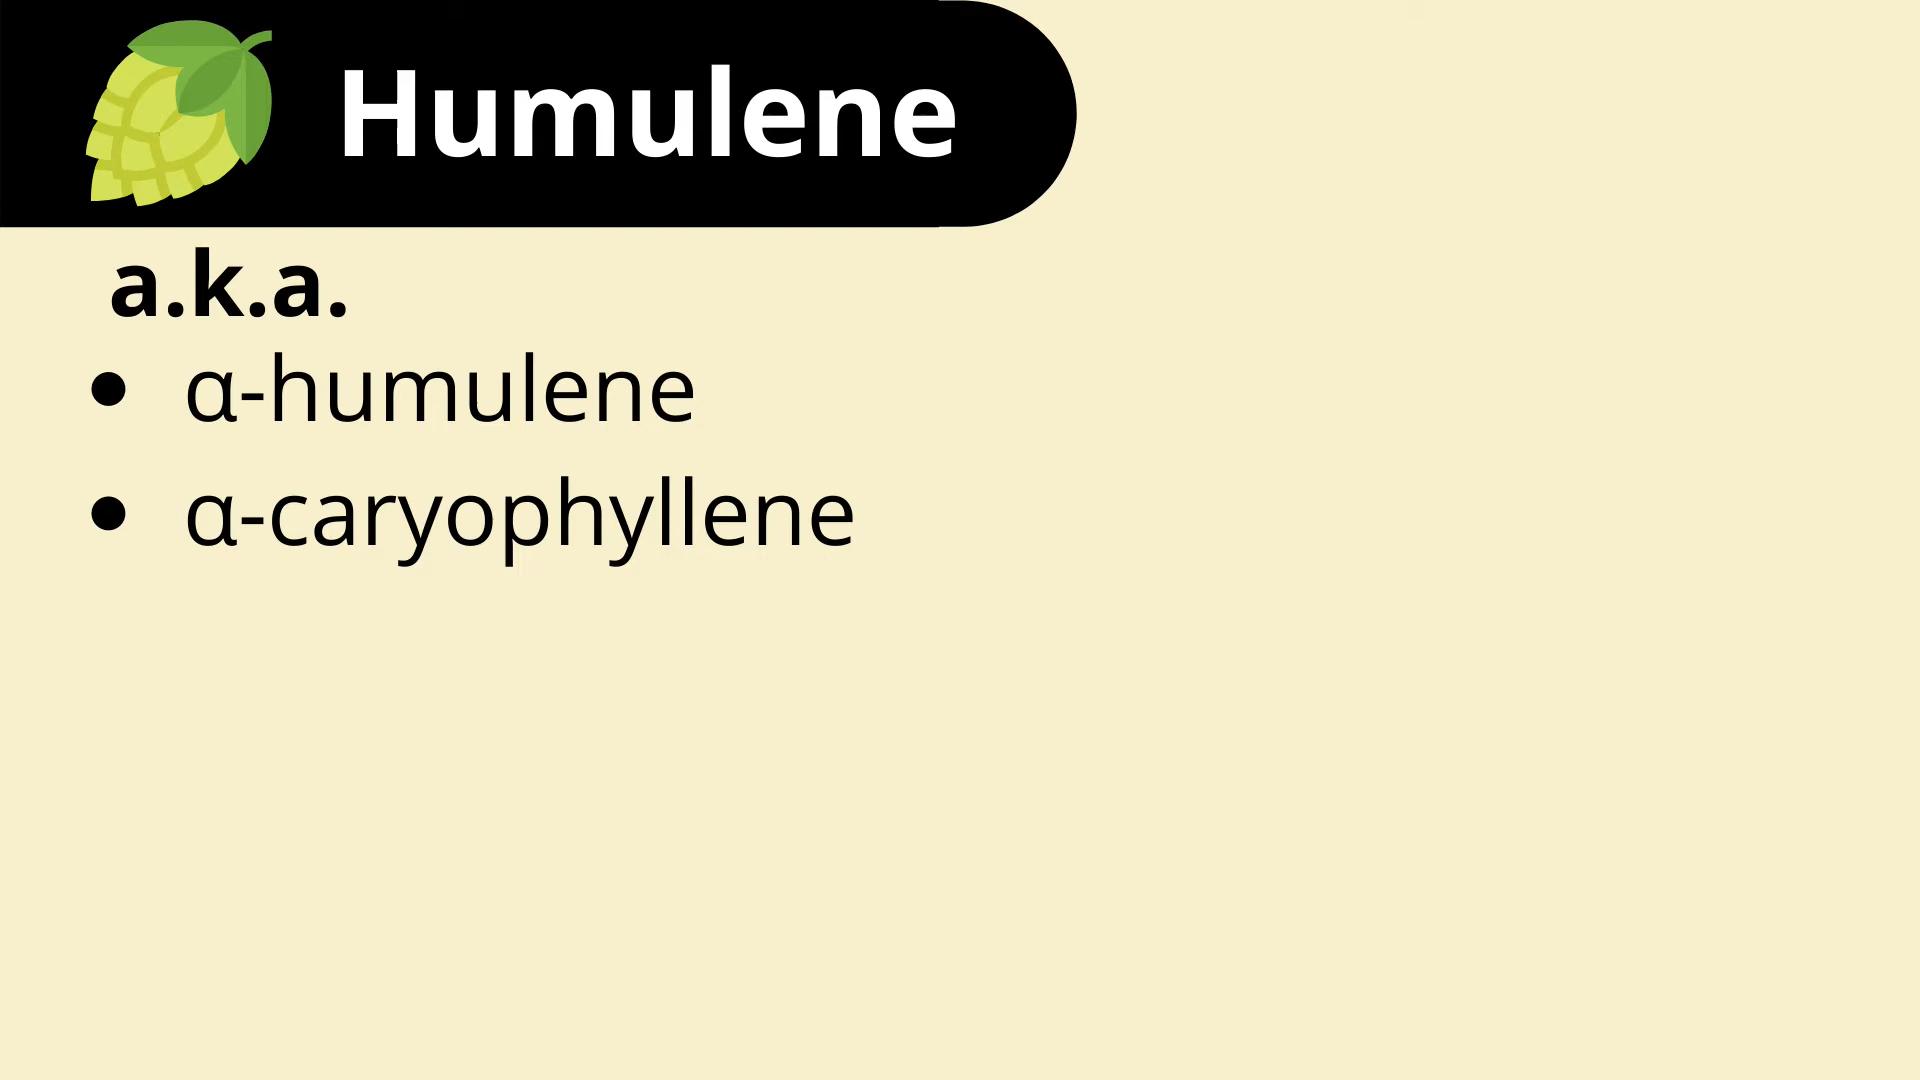 Humulene
a.k.a.
• α-humulene
• α-caryophyllene